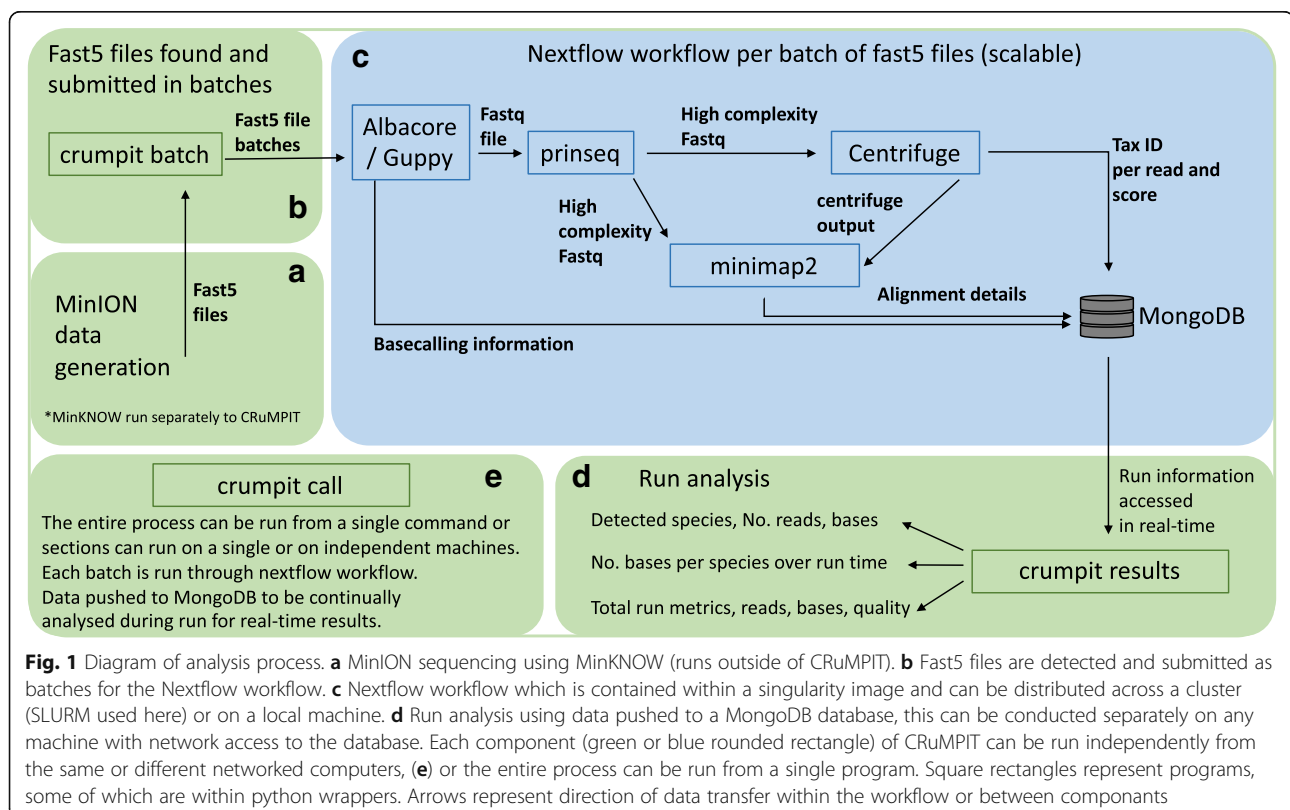 Fast5 files found and
submitted in batches
crumpit batch
Fast5 file
batches
b
a
Fast5
files
MinION
data
generation
*MinKNOW run separately to CRuMPIT
c
Nextflow workflow per batch of fast5 files (scalable)
Albacore
/ Guppy
Fastq
file
prinseq
High complexity
Fastq
Centrifuge
Tax ID
per read and
score
High
complexity
Fastq
centrifuge
output
minimap2
Alignment details
MongoDB
Basecalling information
e
crumpit call
The entire process can be run from a single command or
sections can run on a single or on independent machines.
Each batch is run through nextflow workflow.
Data pushed to MongoDB to be continually
analysed during run for real-time results.
d
Run analysis
Run information
accessed
in real-time
Detected species, No. reads, bases
No. bases per species over run time
Total run metrics, reads, bases, quality
crumpit results
Fig. 1 Diagram of analysis process. a MinION sequencing using MinKNOW (runs outside of CRuMPIT). b Fast5 files are detected and submitted as
batches for the Nextflow workflow. c Nextflow workflow which is contained within a singularity image and can be distributed across a cluster
(SLURM used here) or on a local machine. d Run analysis using data pushed to a MongoDB database, this can be conducted separately on any
machine with network access to the database. Each component (green or blue rounded rectangle) of CRuMPIT can be run independently from
the same or different networked computers, (e) or the entire process can be run from a single program. Square rectangles represent programs,
some of which are within python wrappers. Arrows represent direction of data transfer within the workflow or between componants